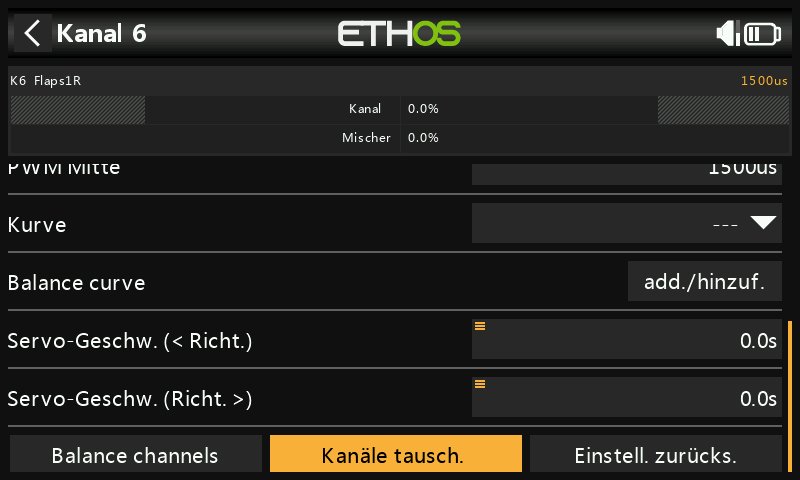 Kanal 6
ETHOS
K6 Flaps1R 1500us
Kanal 0.0%
Mischer 0.0%
PWM Mitte 1500us
Kurve ---
Balance curve add./hinzuf.
Servo-Geschw. (< Richt.) 0.0s
Servo-Geschw. (Richt. >) 0.0s
Balance channels Kanäle tausch. Einstell. zurücks.